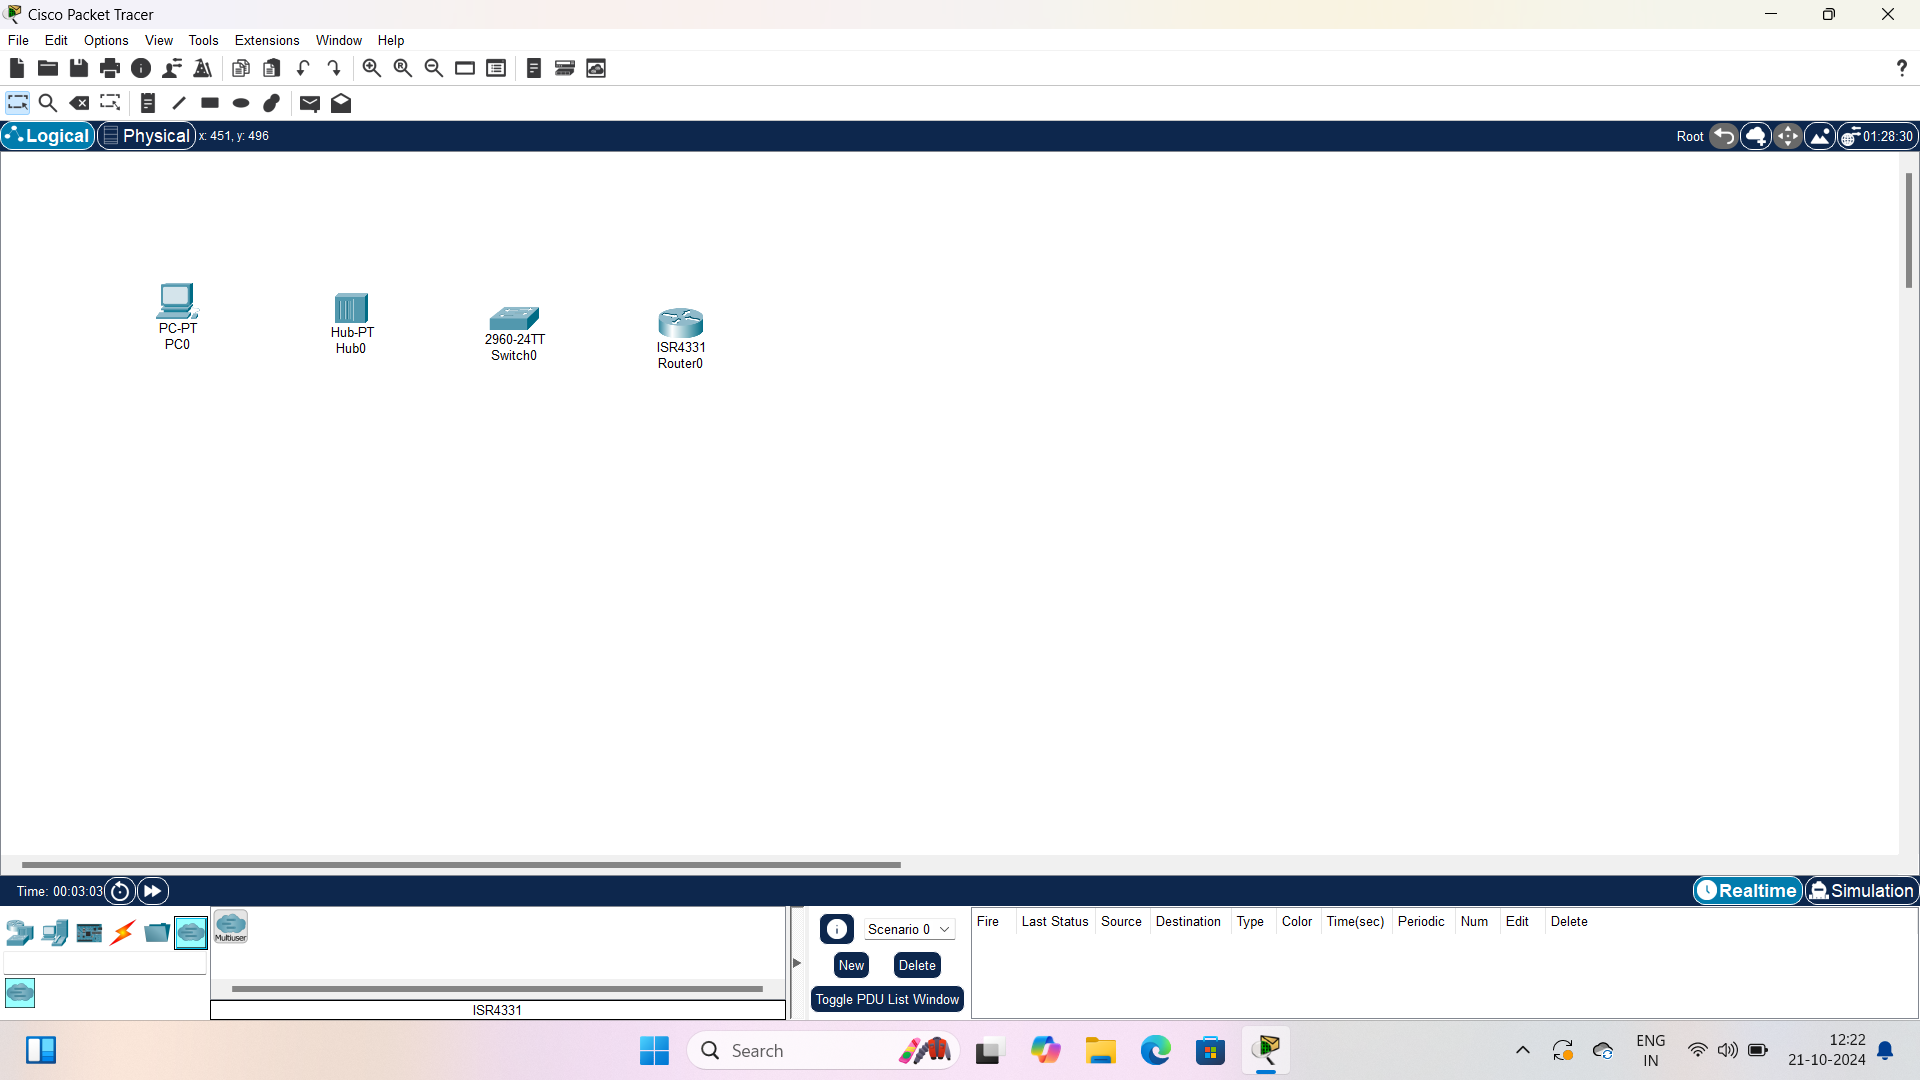 Cisco Packet Tracer
File Edit Options View Tools Extensions Window Help
?
Logical Physical x: 451, y: 496 Root 01:28:30
PC-PT
PC0
Hub-PT
Hub0
2960-24TT
Switch0
ISR4331
Router0
Time: 00:03:03 Realtime Simulation
Multiuser
ISR4331
Scenario 0
New Delete
Toggle PDU List Window
Fire Last Status Source Destination Type Color Time(sec) Periodic Num Edit Delete
Search
ENG
IN
12:22
21-10-2024